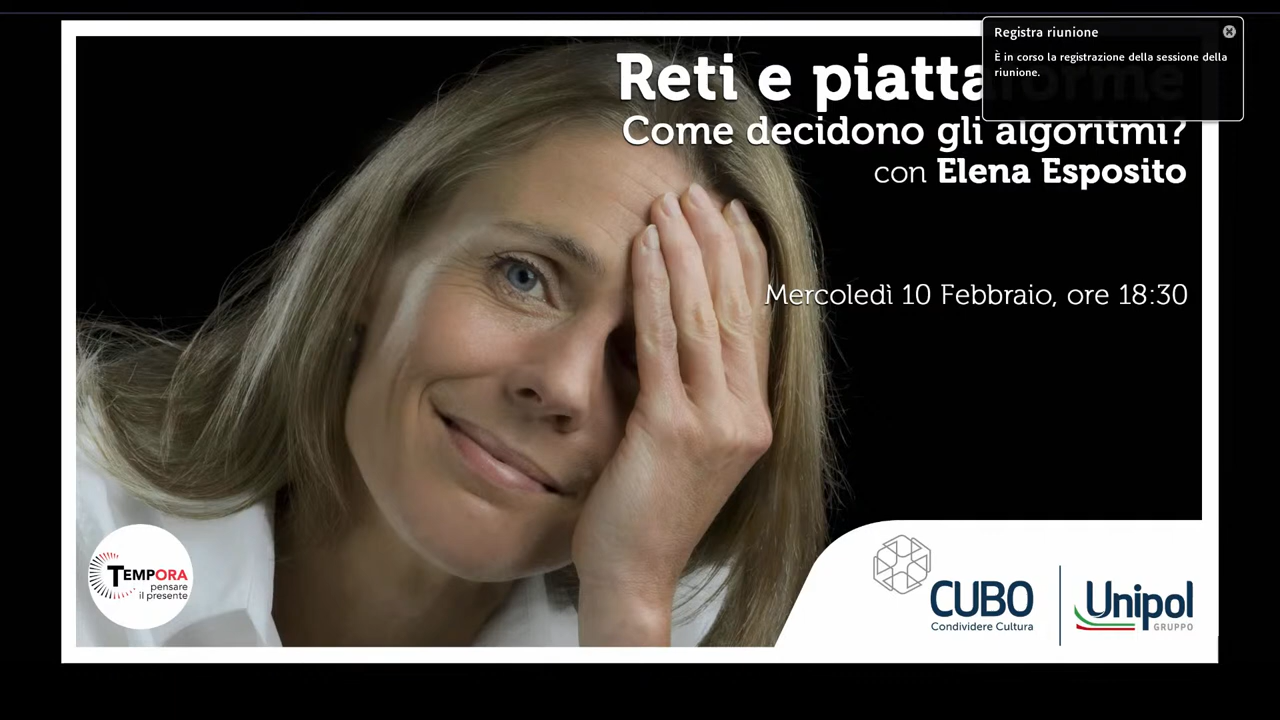 Registra riunione
È in corso la registrazione della sessione della
riunione.
Reti e piattaforme
Come decidono gli algoritmi?
con Elena Esposito
Mercoledì 10 Febbraio, ore 18:30
TEMPORA
pensare
il presente
CUBO
Condividere Cultura
Unipol
GRUPPO